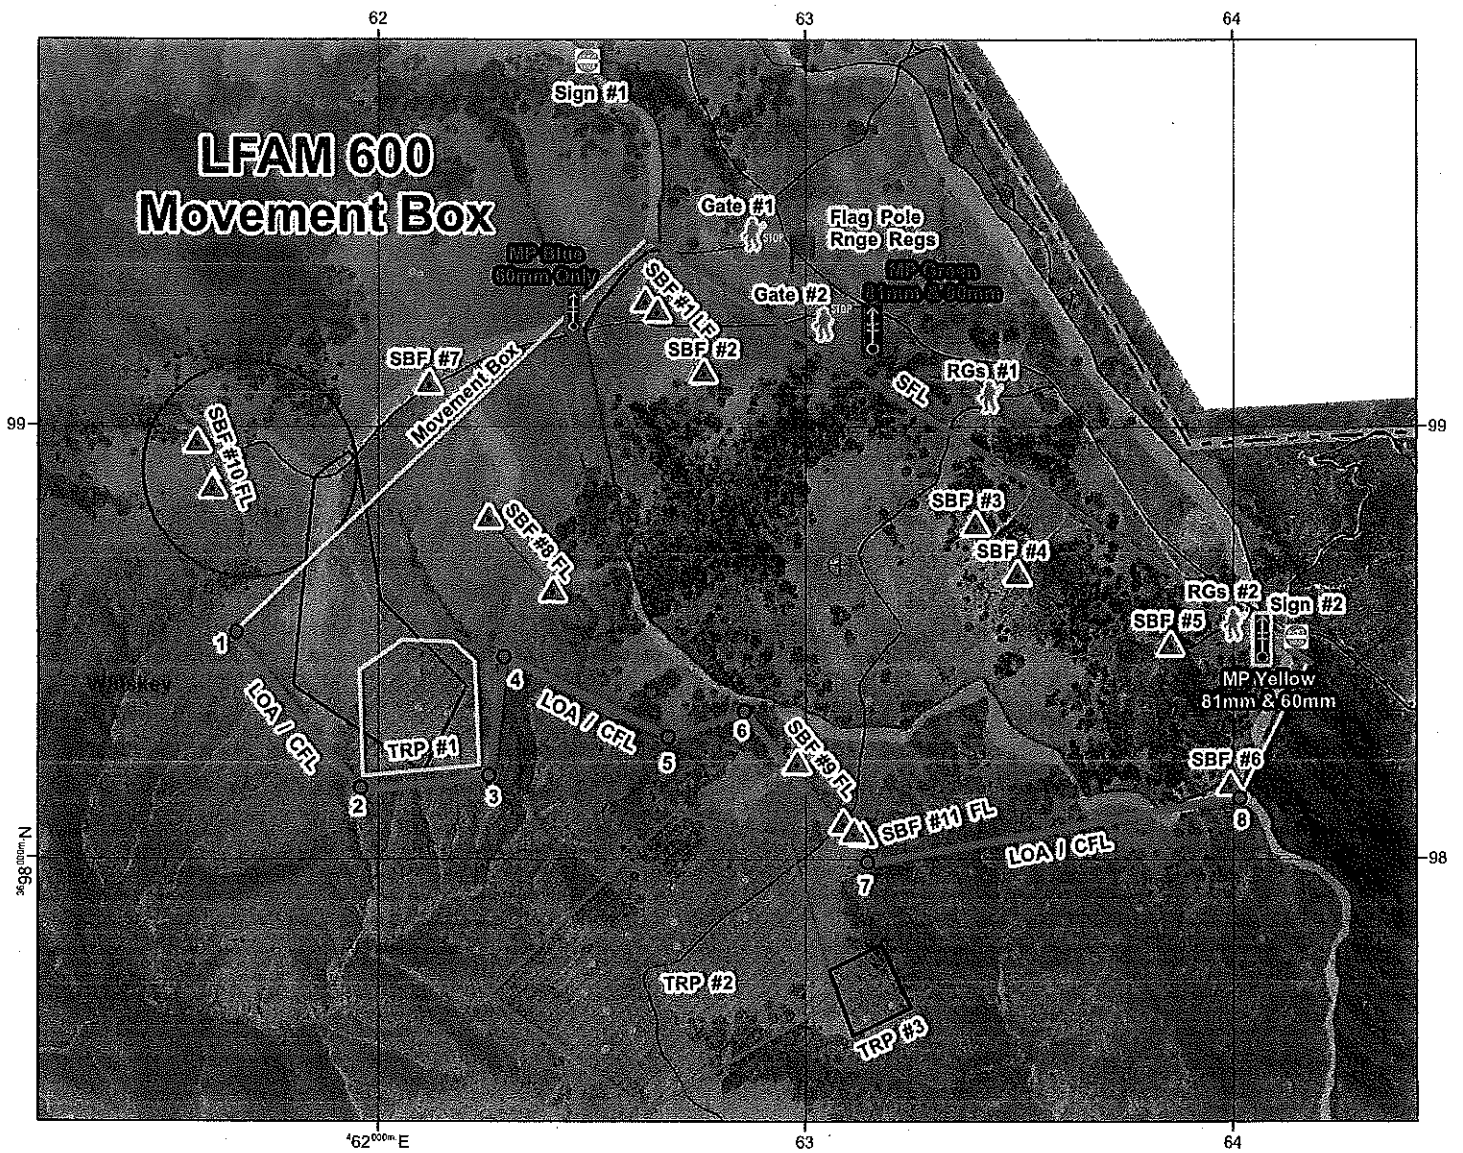 62
63
64
Sign #1
LFAM 600
Movement Box
Gate #1
STOP
Flag Pole
Rnge Regs
MP Blue
60mm Only
SBF #1 LF
MP Green
81mm & 60mm
Gate #2
STOP
SBF #2
SBF #7
Movement Box
SFL
RGs #1
99
99
SBF #10 FL
SBF #3
SBF #8 FL
SBF #4
RGs #2
Sign #2
SBF #5
1
4
Whiskey
LOA / CFL
LOA / CFL
MP Yellow
81mm & 60mm
6
TRP #1
5
SBF #9 FL
SBF #6
2
3
8
SBF #11 FL
LOA / CFL
3698000m.N
98
7
TRP #2
TRP #3
462000m.E
63
64